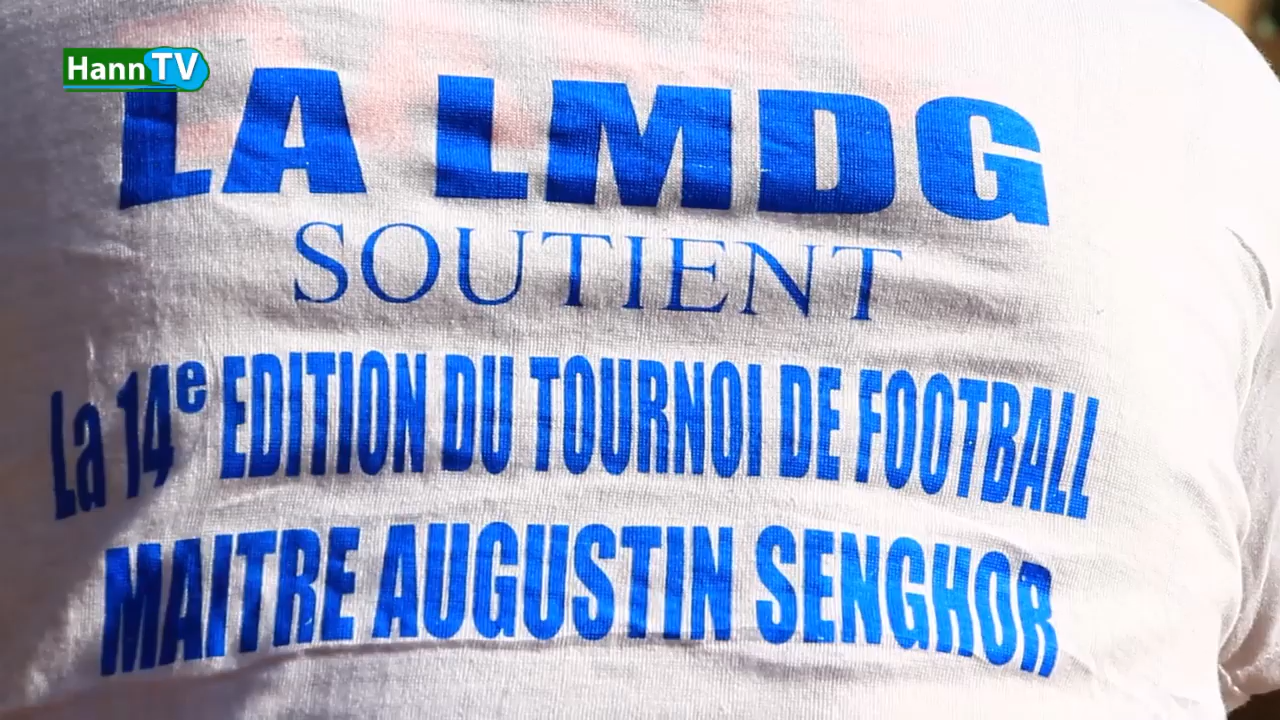 HannTV
LA LMDG
SOUTIENT
La 14e EDITION DU TOURNOI DE FOOTBALL
MAITRE AUGUSTIN SENGHOR